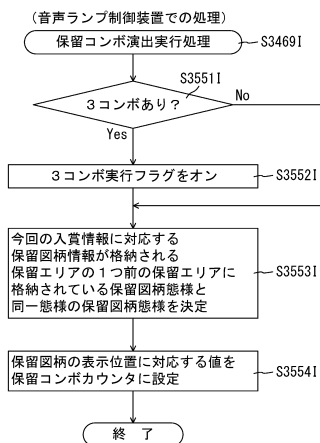 (音声ランプ制御装置での処理)
保留コンボ演出実行処理
S3469I
S3551I
3コンボあり?
No
Yes
3コンボ実行フラグをオン
S3552I
今回の入賞情報に対応する
保留図柄情報が格納される
保留エリアの1つ前の保留エリアに
格納されている保留図柄態様と
同一態様の保留図柄態様を決定
S3553I
保留図柄の表示位置に対応する値を
保留コンボカウンタに設定
S3554I
終 了